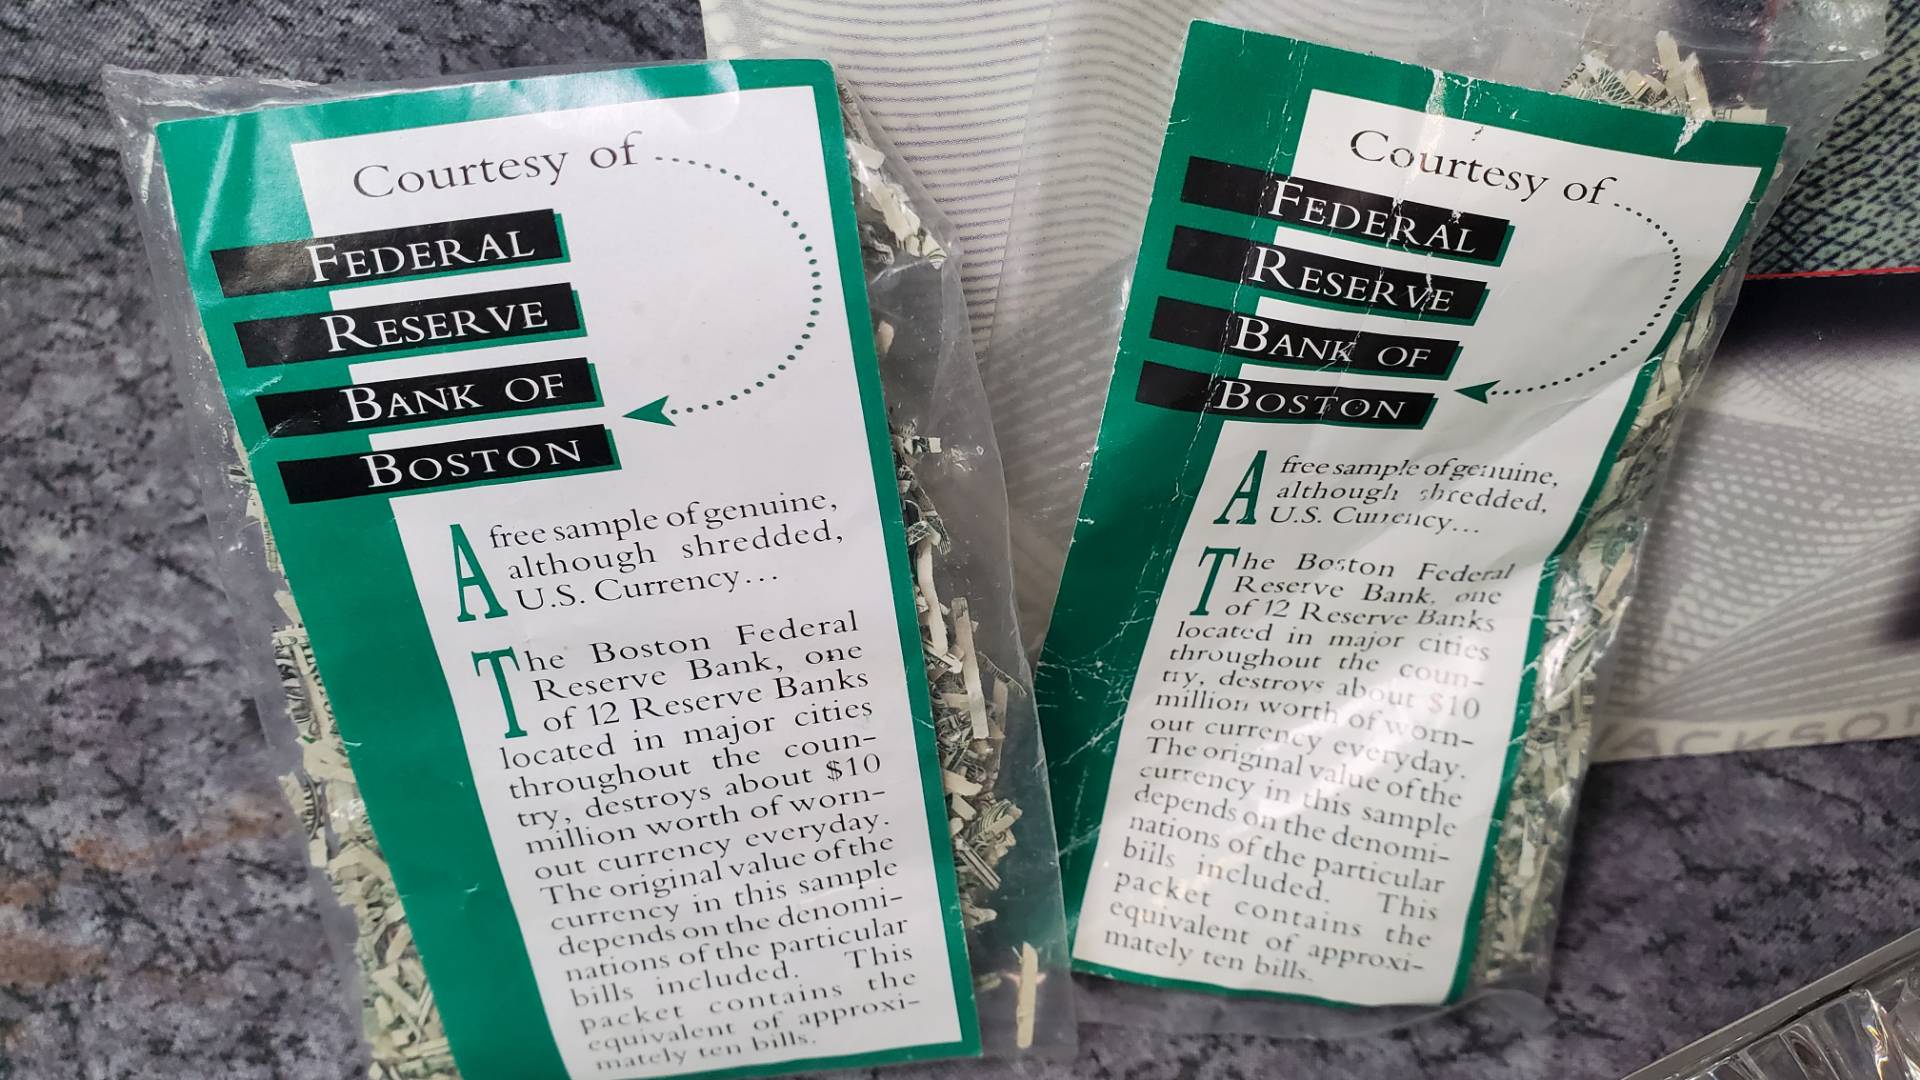 Courtesy of
FEDERAL
RESERVE
BANK OF
BOSTON
A free sample of genuine,
although shredded,
U.S. Currency...
The Boston Federal
Reserve Bank, one
of 12 Reserve Banks
located in major cities
throughout the coun-
try, destroys about $10
million worth of worn-
out currency everyday.
The original value of the
currency in this sample
depends on the denomi-
nations of the particular
bills included. This
packet contains the
equivalent of approxi-
mately ten bills.
Courtesy of
FEDERAL
RESERVE
BANK OF
BOSTON
A free sample of genuine,
although shredded,
U.S. Currency...
The Boston Federal
Reserve Bank, one
of 12 Reserve Banks
located in major cities
throughout the coun-
try, destroys about $10
million worth of worn-
out currency everyday.
The original value of the
currency in this sample
depends on the denomi-
nations of the particular
bills included. This
packet contains the
equivalent of approxi-
mately ten bills.